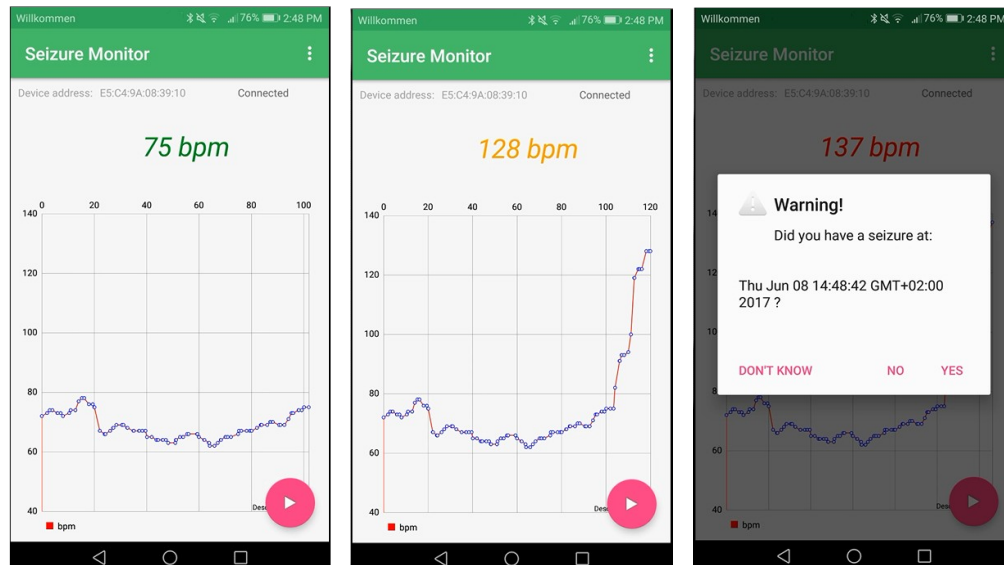 Willkommen 76% 2:48 PM
Seizure Monitor
Device address: E5:C4:9A:08:39:10 Connected
75 bpm
0 20 40 60 80 100
140
120
100
80
60
40
bpm
Willkommen 76% 2:48 PM
Seizure Monitor
Device address: E5:C4:9A:08:39:10 Connected
128 bpm
0 20 40 60 80 100 120
140
120
100
80
60
40
Des
bpm
Willkommen 76% 2:48 PM
Seizure Monitor
Device address: E5:C4:9A:08:39:10 Connected
137 bpm
Warning!
Did you have a seizure at:
Thu Jun 08 14:48:42 GMT+02:00
2017 ?
DON'T KNOW NO YES
60
40
bpm